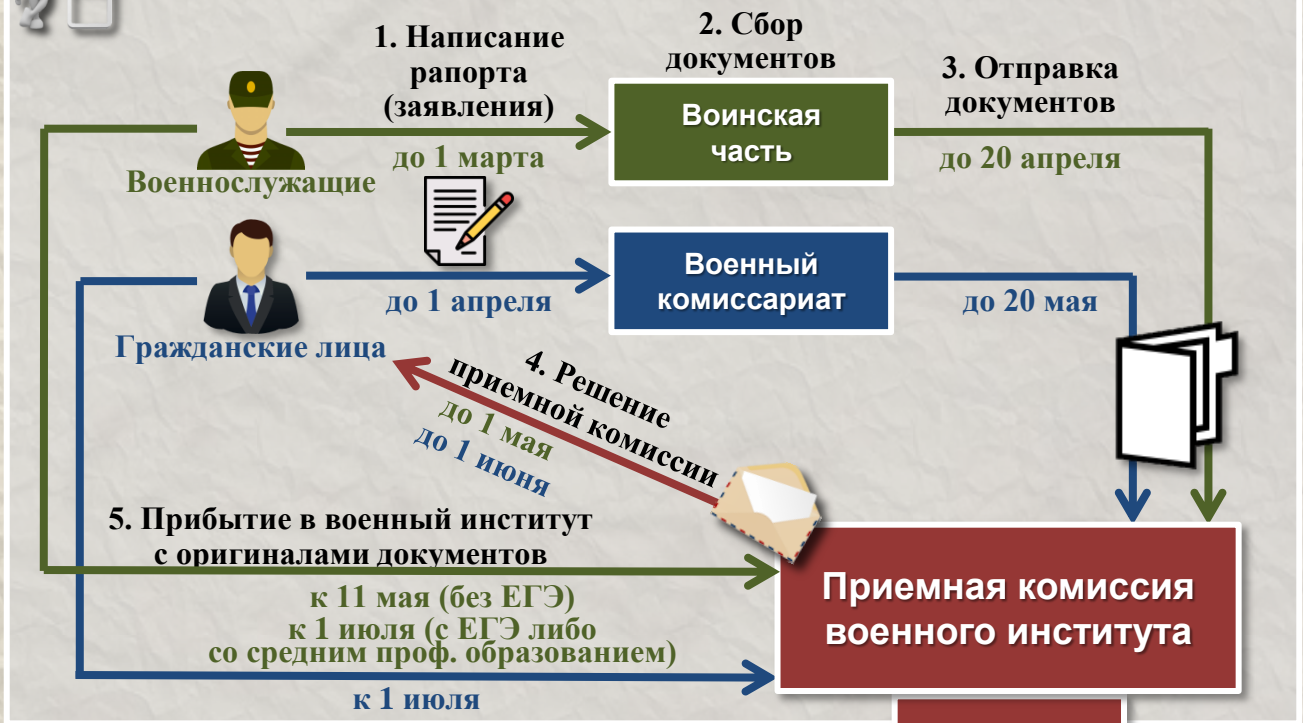 1. Написание
рапорта
(заявления)
2. Сбор
документов
3. Отправка
документов
Воинская
часть
до 1 марта
до 20 апреля
Военнослужащие
Военный
комиссариат
до 1 апреля
до 20 мая
Гражданские лица
4. Решение
приемной комиссии
до 1 мая
до 1 июня
5. Прибытие в военный институт
с оригиналами документов
к 11 мая (без ЕГЭ)
к 1 июля (с ЕГЭ либо
со средним проф. образованием)
к 1 июля
Приемная комиссия
военного института